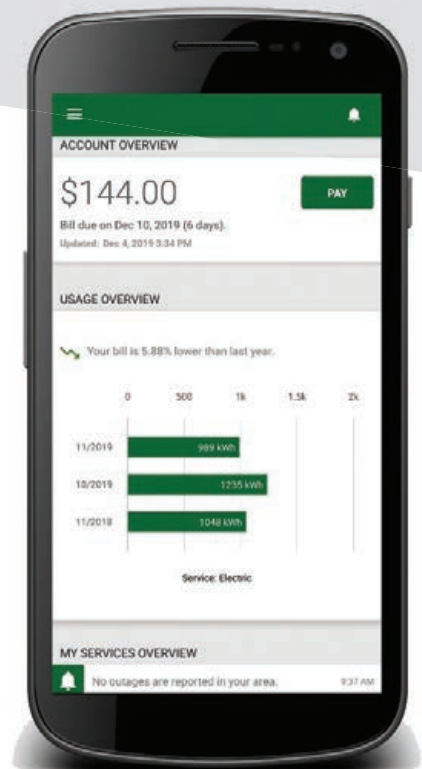 ACCOUNT OVERVIEW
$144.00
PAY
Bill due on Dec 10, 2019 (6 days).
Updated: Dec 4, 2019 3:34 PM
USAGE OVERVIEW
Your bill is 5.88% lower than last year.
0 500 1k 1.5k 2k
11/2019 989 kWh
10/2019 1235 kWh
11/2018 1048 kWh
Service: Electric
MY SERVICES OVERVIEW
No outages are reported in your area. 9:37 AM